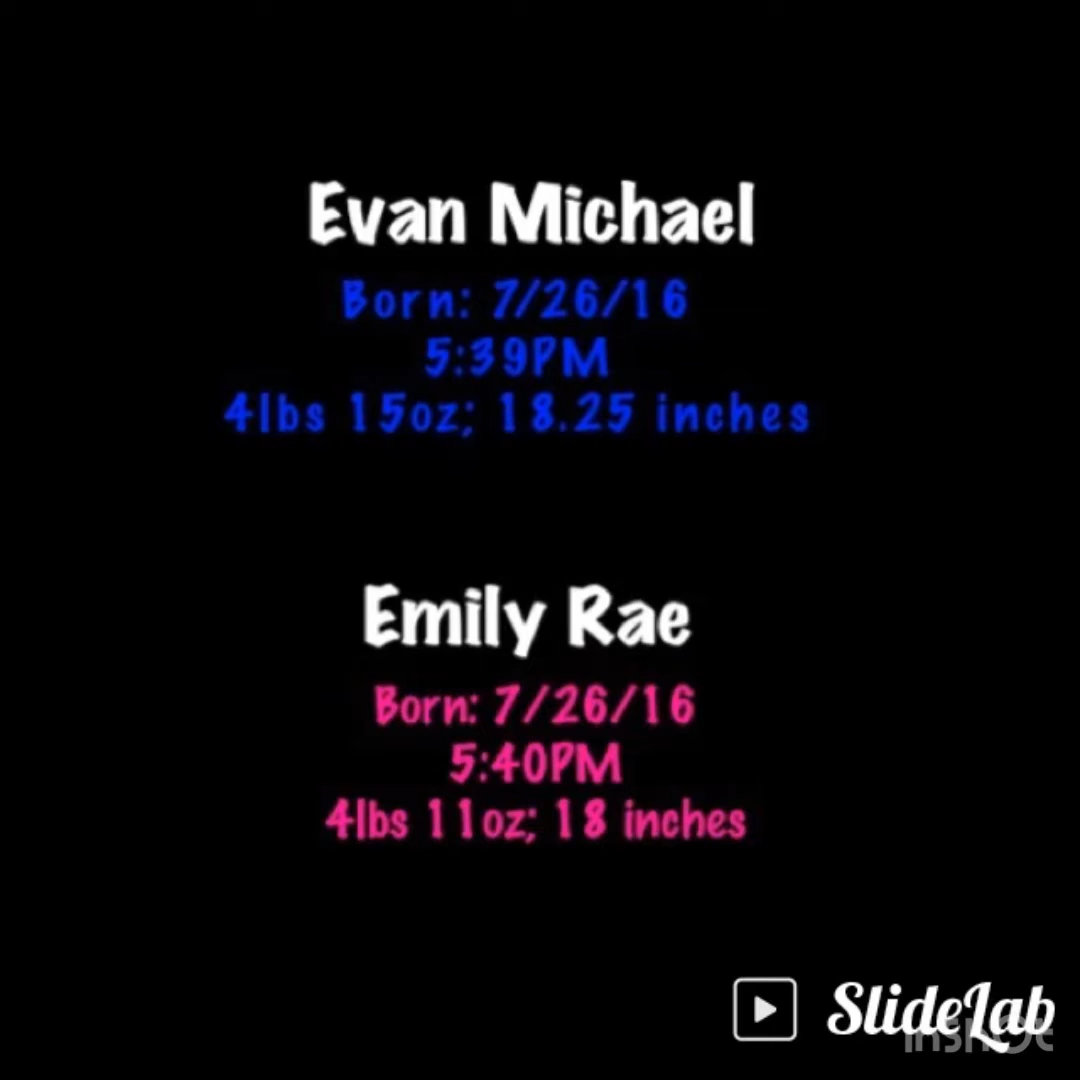 Evan Michael
Born: 7/26/16
5:39PM
4lbs 15oz; 18.25 inches
Emily Rae
Born: 7/26/16
5:40PM
4lbs 11oz; 18 inches
SlideLab
InShOt